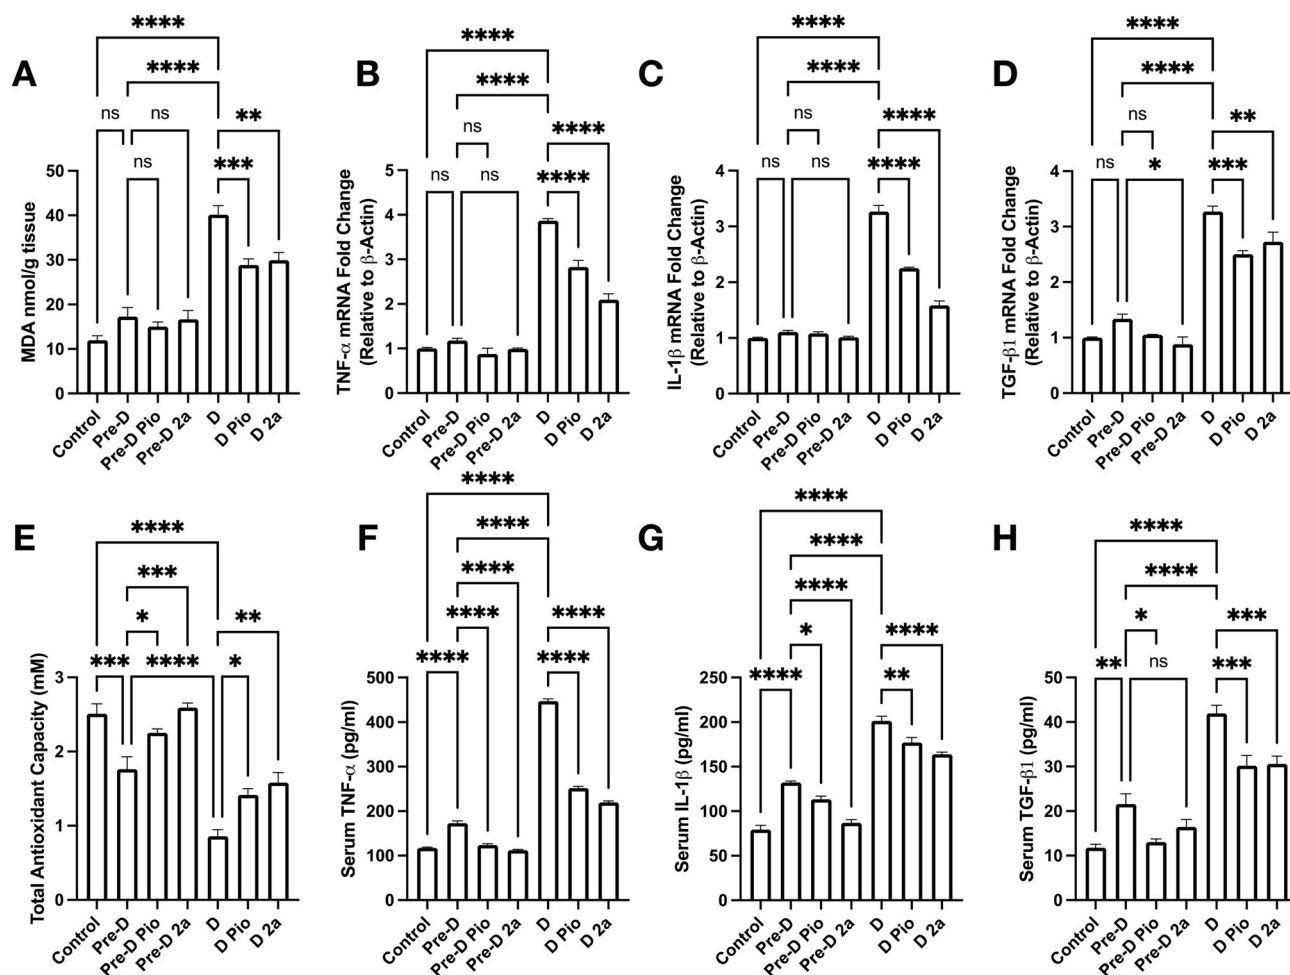 A
****
****
ns
ns
**
ns
***
MDA nmol/g tissue
50
40
30
20
10
0
Control
Pre-D
Pre-D Pio
Pre-D 2a
D
D Pio
D 2a
B
****
****
ns
****
ns
ns
****
TNF-α mRNA Fold Change
(Relative to β-Actin)
5
4
3
2
1
0
Control
Pre-D
Pre-D Pio
Pre-D 2a
D
D Pio
D 2a
C
****
****
ns
****
ns
ns
****
IL-1β mRNA Fold Change
(Relative to β-Actin)
4
3
2
1
0
Control
Pre-D
Pre-D Pio
Pre-D 2a
D
D Pio
D 2a
D
****
****
ns
**
ns
*
***
TGF-β1 mRNA Fold Change
(Relative to β-Actin)
4
3
2
1
0
Control
Pre-D
Pre-D Pio
Pre-D 2a
D
D Pio
D 2a
E
****
***
*
**
***
****
*
Total Antioxidant Capacity (mM)
3
2
1
0
Control
Pre-D
Pre-D Pio
Pre-D 2a
D
D Pio
D 2a
F
****
****
****
****
****
****
****
Serum TNF-α (pg/ml)
500
400
300
200
100
0
Control
Pre-D
Pre-D Pio
Pre-D 2a
D
D Pio
D 2a
G
****
****
****
*
****
****
**
Serum IL-1β (pg/ml)
250
200
150
100
50
0
Control
Pre-D
Pre-D Pio
Pre-D 2a
D
D Pio
D 2a
H
****
****
*
***
**
ns
***
Serum TGF-β1 (pg/ml)
50
40
30
20
10
0
Control
Pre-D
Pre-D Pio
Pre-D 2a
D
D Pio
D 2a